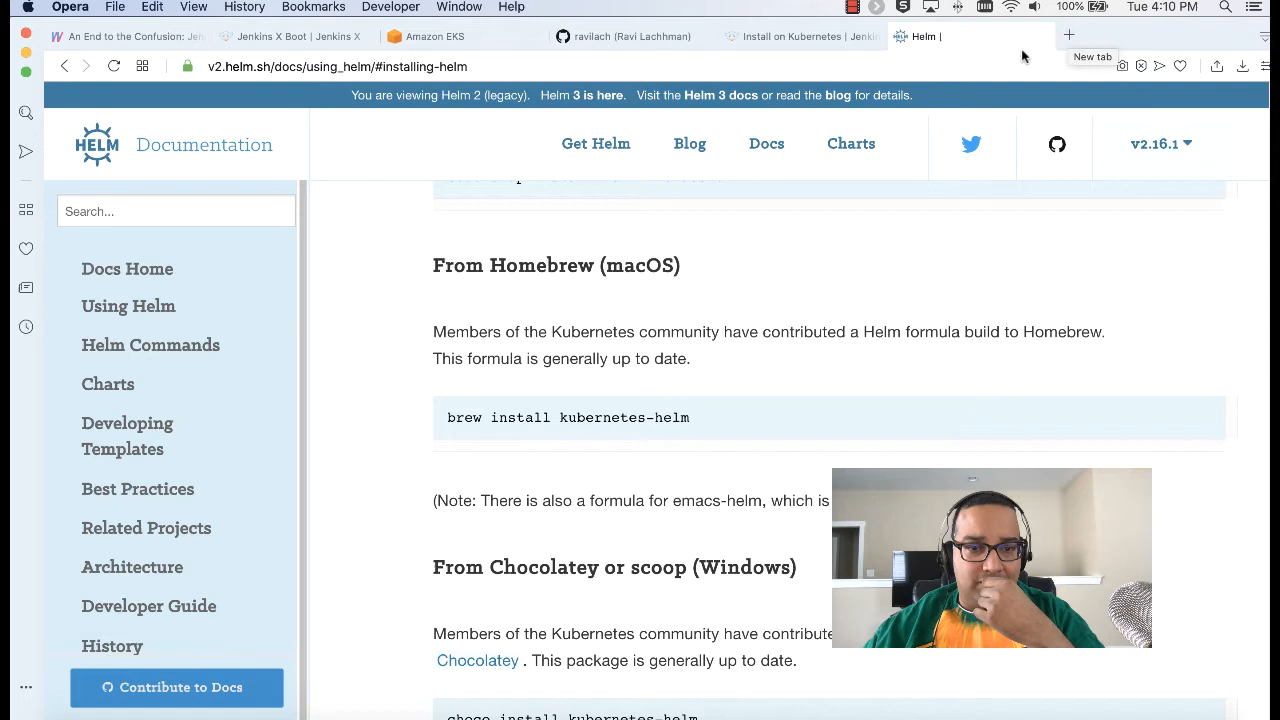 Opera File Edit View History Bookmarks Developer Window Help 100% Tue 4:10 PM
An End to the Confusion: Jen
Jenkins X Boot | Jenkins X
Amazon EKS
ravilach (Ravi Lachhman)
Install on Kubernetes | Jenkin
Helm |
New tab
v2.helm.sh/docs/using_helm/#installing-helm
You are viewing Helm 2 (legacy). Helm 3 is here. Visit the Helm 3 docs or read the blog for details.
HELM Documentation
Get Helm Blog Docs Charts v2.16.1
Search...
Docs Home
Using Helm
Helm Commands
Charts
Developing
Templates
Best Practices
Related Projects
Architecture
Developer Guide
History
Contribute to Docs
From Homebrew (macOS)
Members of the Kubernetes community have contributed a Helm formula build to Homebrew.
This formula is generally up to date.
brew install kubernetes-helm
(Note: There is also a formula for emacs-helm, which is
From Chocolatey or scoop (Windows)
Members of the Kubernetes community have contribute
Chocolatey . This package is generally up to date.
choco install kubernetes-helm